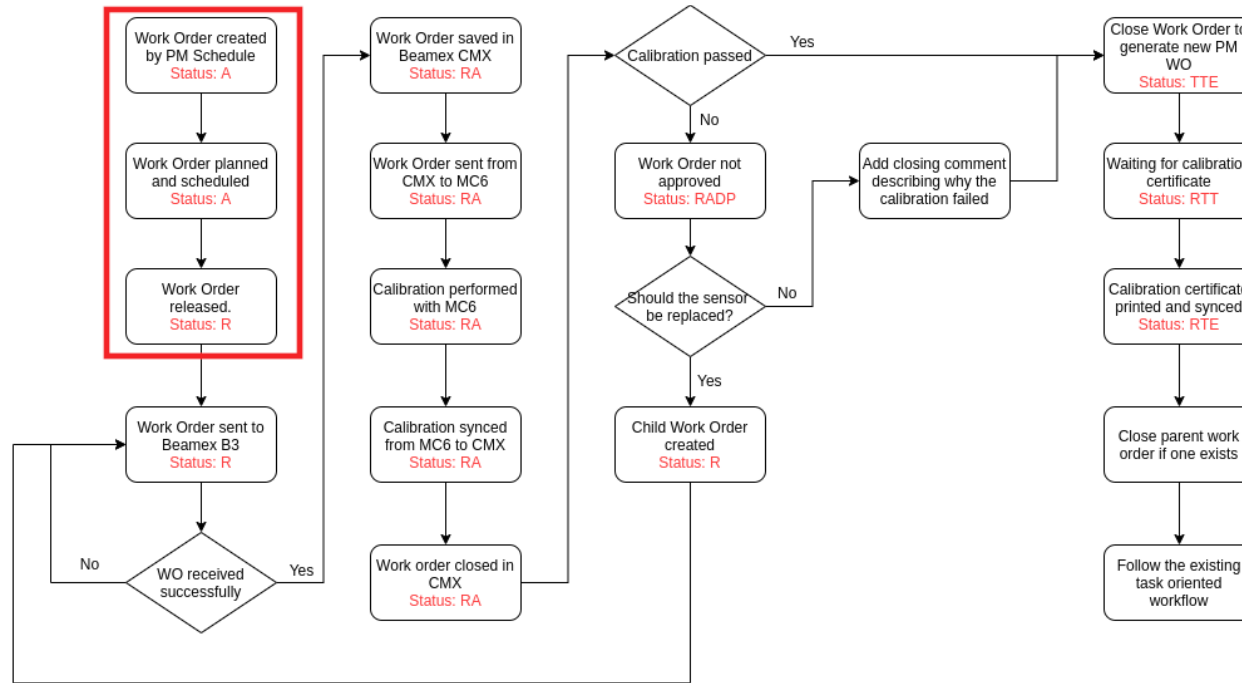 Work Order created
by PM Schedule
Status: A
Work Order planned
and scheduled
Status: A
Work Order
released.
Status: R
Work Order sent to
Beamex B3
Status: R
No
WO received
successfully
Yes
Work Order saved in
Beamex CMX
Status: RA
Work Order sent from
CMX to MC6
Status: RA
Calibration performed
with MC6
Status: RA
Calibration synced
from MC6 to CMX
Status: RA
Work order closed in
CMX
Status: RA
Calibration passed
Yes
No
Work Order not
approved
Status: RADP
Should the sensor
be replaced?
No
Yes
Child Work Order
created
Status: R
Add closing comment
describing why the
calibration failed
Close Work Order to
generate new PM
WO
Status: TTE
Waiting for calibration
certificate
Status: RTT
Calibration certificate
printed and synced
Status: RTE
Close parent work
order if one exists
Follow the existing
task oriented
workflow